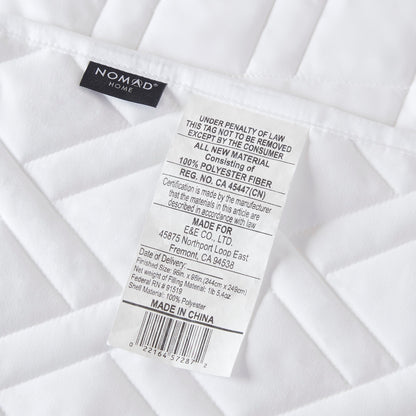 NOMAD®
HOME
UNDER PENALTY OF LAW
THIS TAG NOT TO BE REMOVED
EXCEPT BY THE CONSUMER
ALL NEW MATERIAL
Consisting of
100% POLYESTER FIBER
REG. NO. CA 45447(CN)
Certification is made by the manufacturer
that the materials in this article are
described in accordance with law
MADE FOR
E&E CO., LTD.
45875 Northport Loop East
Fremont, CA 94538
Date of Delivery
Finished Size: 96in. x 98in. (244cm x 249cm)
Net weight of Filling Material: 1lb 5.4oz
Federal RN # 91519
Shell Material: 100% Polyester
MADE IN CHINA
0 22164 57287 2